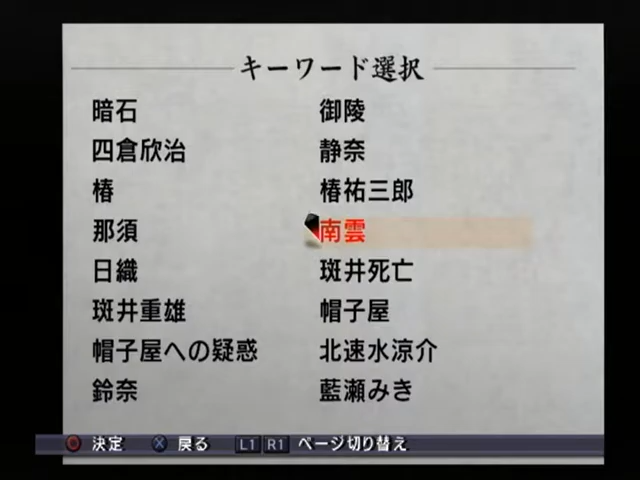 キーワード選択
暗石 御陵
四倉欣治 静奈
椿 椿祐三郎
那須 南雲
日織 斑井死亡
斑井重雄 帽子屋
帽子屋への疑惑 北速水涼介
鈴奈 藍瀬みき
決定 戻る L1 R1 ページ切り替え